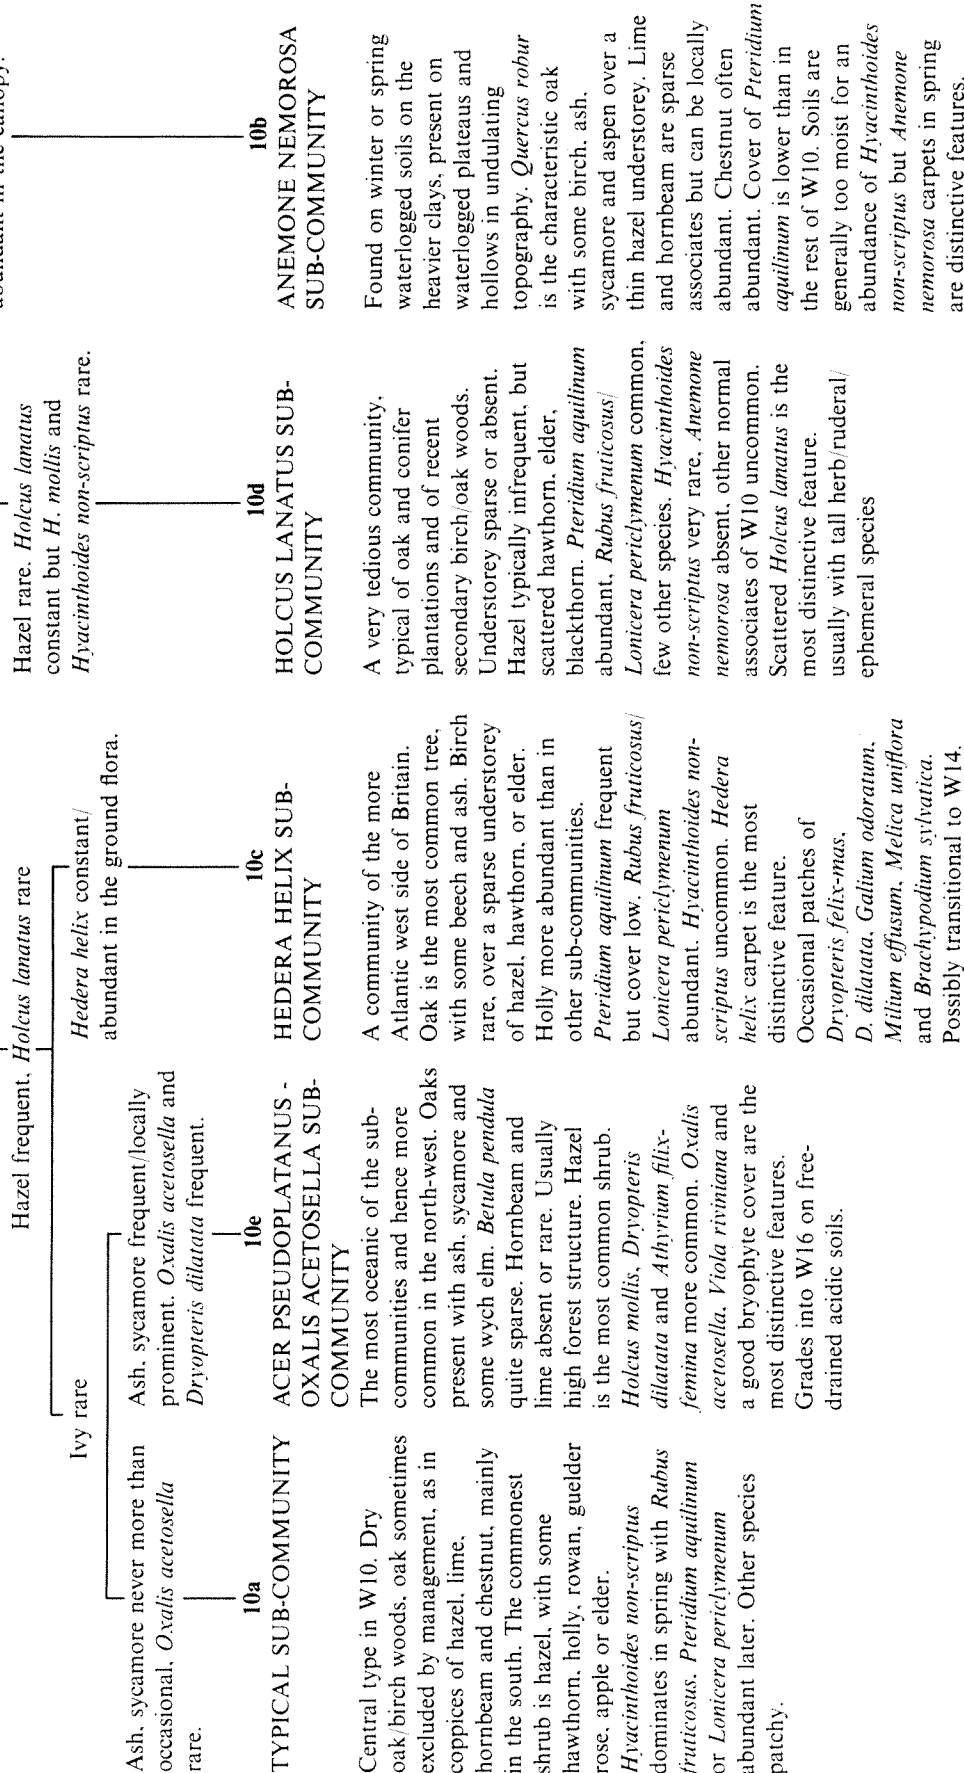 abundant in the canopy.
Hazel rare. Holcus lanatus
constant but H. mollis and
Hyacinthoides non-scriptus rare.
Hazel frequent, Holcus lanatus rare
Hedera helix constant/
abundant in the ground flora.
Ivy rare
Ash, sycamore never more than
occasional, Oxalis acetosella
rare.
Ash, sycamore frequent/locally
prominent. Oxalis acetosella and
Dryopteris dilatata frequent.
10a
TYPICAL SUB-COMMUNITY
Central type in W10. Dry
oak/birch woods, oak sometimes
excluded by management, as in
coppices of hazel, lime,
hornbeam and chestnut, mainly
in the south. The commonest
shrub is hazel, with some
hawthorn, holly, rowan, guelder
rose, apple or elder.
Hyacinthoides non-scriptus
dominates in spring with Rubus
fruticosus, Pteridium aquilinum
or Lonicera periclymenum
abundant later. Other species
patchy.
10e
ACER PSEUDOPLATANUS -
OXALIS ACETOSELLA SUB-
COMMUNITY
The most oceanic of the sub-
communities and hence more
common in the north-west. Oaks
present with ash, sycamore and
some wych elm. Betula pendula
quite sparse. Hornbeam and
lime absent or rare. Usually
high forest structure. Hazel
is the most common shrub.
Holcus mollis, Dryopteris
dilatata and Athyrium filix-
femina more common. Oxalis
acetosella, Viola riviniana and
a good bryophyte cover are the
most distinctive features.
Grades into W16 on free-
drained acidic soils.
10c
HEDERA HELIX SUB-
COMMUNITY
A community of the more
Atlantic west side of Britain.
Oak is the most common tree,
with some beech and ash. Birch
rare, over a sparse understorey
of hazel, hawthorn, or elder.
Holly more abundant than in
other sub-communities.
Pteridium aquilinum frequent
but cover low. Rubus fruticosus/
Lonicera periclymenum
abundant. Hyacinthoides non-
scriptus uncommon. Hedera
helix carpet is the most
distinctive feature.
Occasional patches of
Dryopteris felix-mas,
D. dilatata, Galium odoratum,
Milium effusum, Melica uniflora
and Brachypodium sylvatica.
Possibly transitional to W14.
10d
HOLCUS LANATUS SUB-
COMMUNITY
A very tedious community,
typical of oak and conifer
plantations and of recent
secondary birch/oak woods.
Understorey sparse or absent.
Hazel typically infrequent, but
scattered hawthorn, elder,
blackthorn. Pteridium aquilinum
abundant, Rubus fruticosus/
Lonicera periclymenum common,
few other species. Hyacinthoides
non-scriptus very rare, Anemone
nemorosa absent, other normal
associates of W10 uncommon.
Scattered Holcus lanatus is the
most distinctive feature.
usually with tall herb/ruderal/
ephemeral species
10b
ANEMONE NEMOROSA
SUB-COMMUNITY
Found on winter or spring
waterlogged soils on the
heavier clays, present on
waterlogged plateaus and
hollows in undulating
topography. Quercus robur
is the characteristic oak
with some birch, ash,
sycamore and aspen over a
thin hazel understorey. Lime
and hornbeam are sparse
associates but can be locally
abundant. Chestnut often
abundant. Cover of Pteridium
aquilinum is lower than in
the rest of W10. Soils are
generally too moist for an
abundance of Hyacinthoides
non-scriptus but Anemone
nemorosa carpets in spring
are distinctive features.